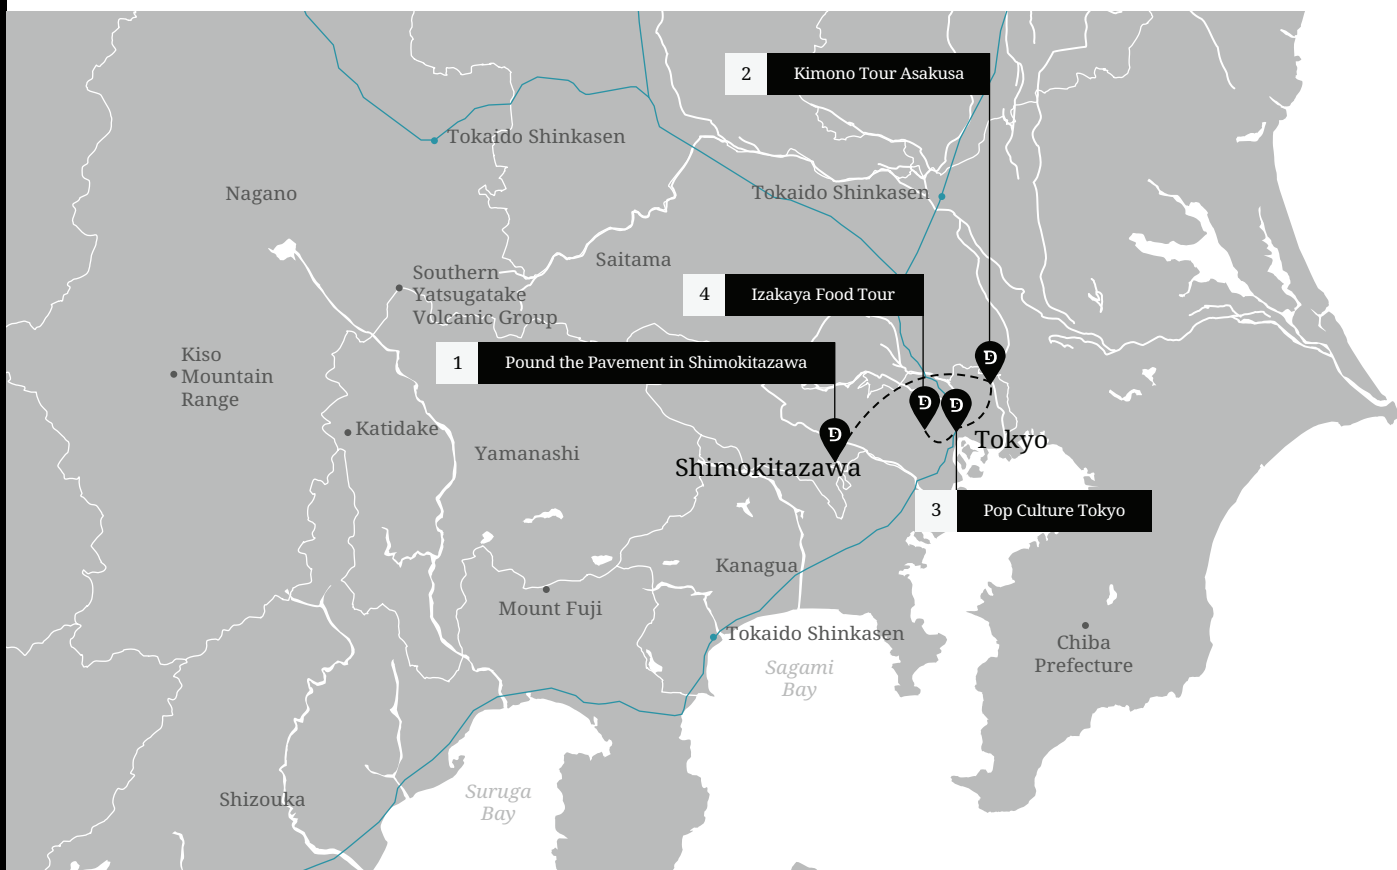 2 Kimono Tour Asakusa
Tokaido Shinkasen
Nagano
Tokaido Shinkasen
Saitama
Southern
Yatsugatake
Volcanic Group
4 Izakaya Food Tour
Kiso
Mountain
Range
1 Pound the Pavement in Shimokitazawa
D
D
D
D
Katidake
Yamanashi
Tokyo
Shimokitazawa
3 Pop Culture Tokyo
Kanagua
Mount Fuji
Tokaido Shinkasen
Chiba
Prefecture
Sagami
Bay
Shizouka
Suruga
Bay